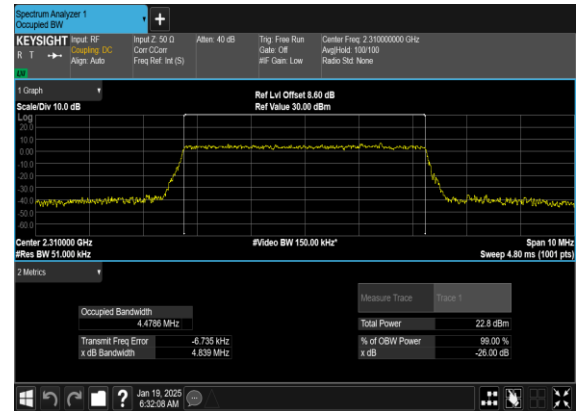 Spectrum Analyzer 1
Occupied BW
+
KEYSIGHT Input: RF Input Z: 50 Ω Atten: 40 dB Trig: Free Run Center Freq: 2.310000000 GHz
R T Coupling: DC Corr CCorr Gate: Off Avg|Hold: 100/100
Align: Auto Freq Ref: Int (S) #IF Gain: Low Radio Std: None
LW
1 Graph
Ref Lvl Offset 8.60 dB
Scale/Div 10.0 dB Ref Value 30.00 dBm
Log
20.0
10.0
0.00
-10.0
-20.0
-30.0
-40.0
-50.0
-60.0
Center 2.310000 GHz #Video BW 150.00 kHz* Span 10 MHz
#Res BW 51.000 kHz Sweep 4.80 ms (1001 pts)
2 Metrics
Measure Trace Trace 1
Occupied Bandwidth
4.4786 MHz
Total Power 22.8 dBm
Transmit Freq Error -6.735 kHz % of OBW Power 99.00 %
x dB Bandwidth 4.839 MHz x dB -26.00 dB
? Jan 19, 2025
6:32:08 AM